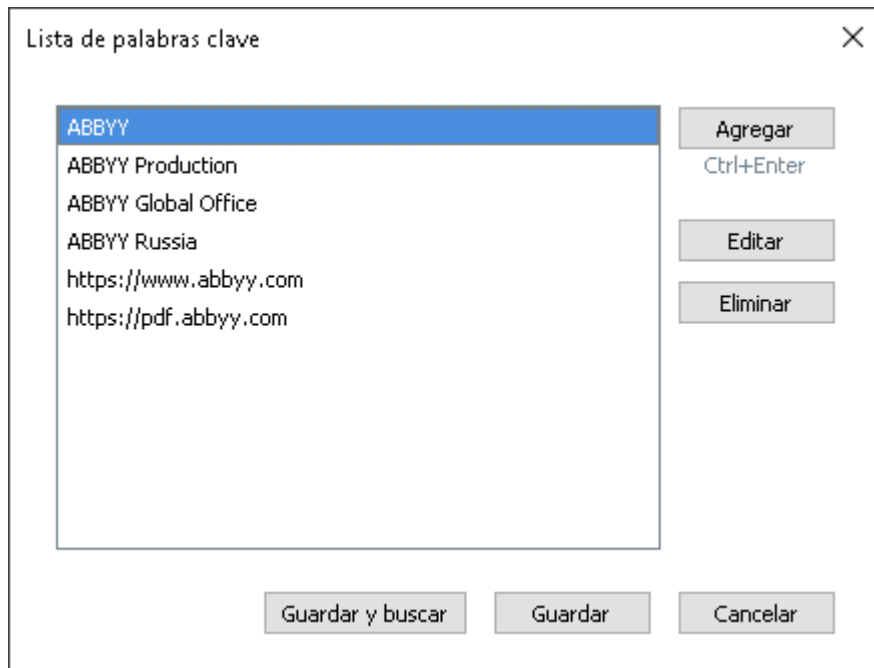 Lista de palabras clave
ABBYY
ABBYY Production
ABBYY Global Office
ABBYY Russia
https://www.abbyy.com
https://pdf.abbyy.com
Agregar
Ctrl+Enter
Editar
Eliminar
Guardar y buscar
Guardar
Cancelar